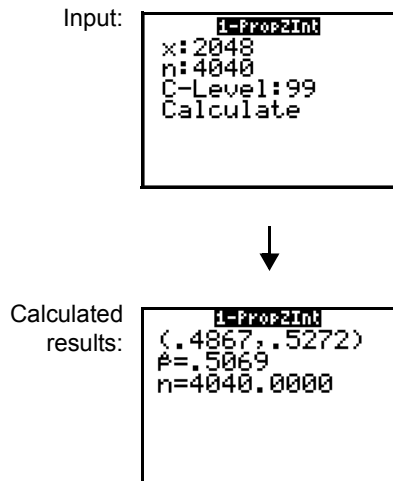 Input:
1-PropZInt
x:2048
n:4040
C-Level:99
Calculate
Calculated
results:
1-PropZInt
(.4867,.5272)
p̂=.5069
n=4040.0000